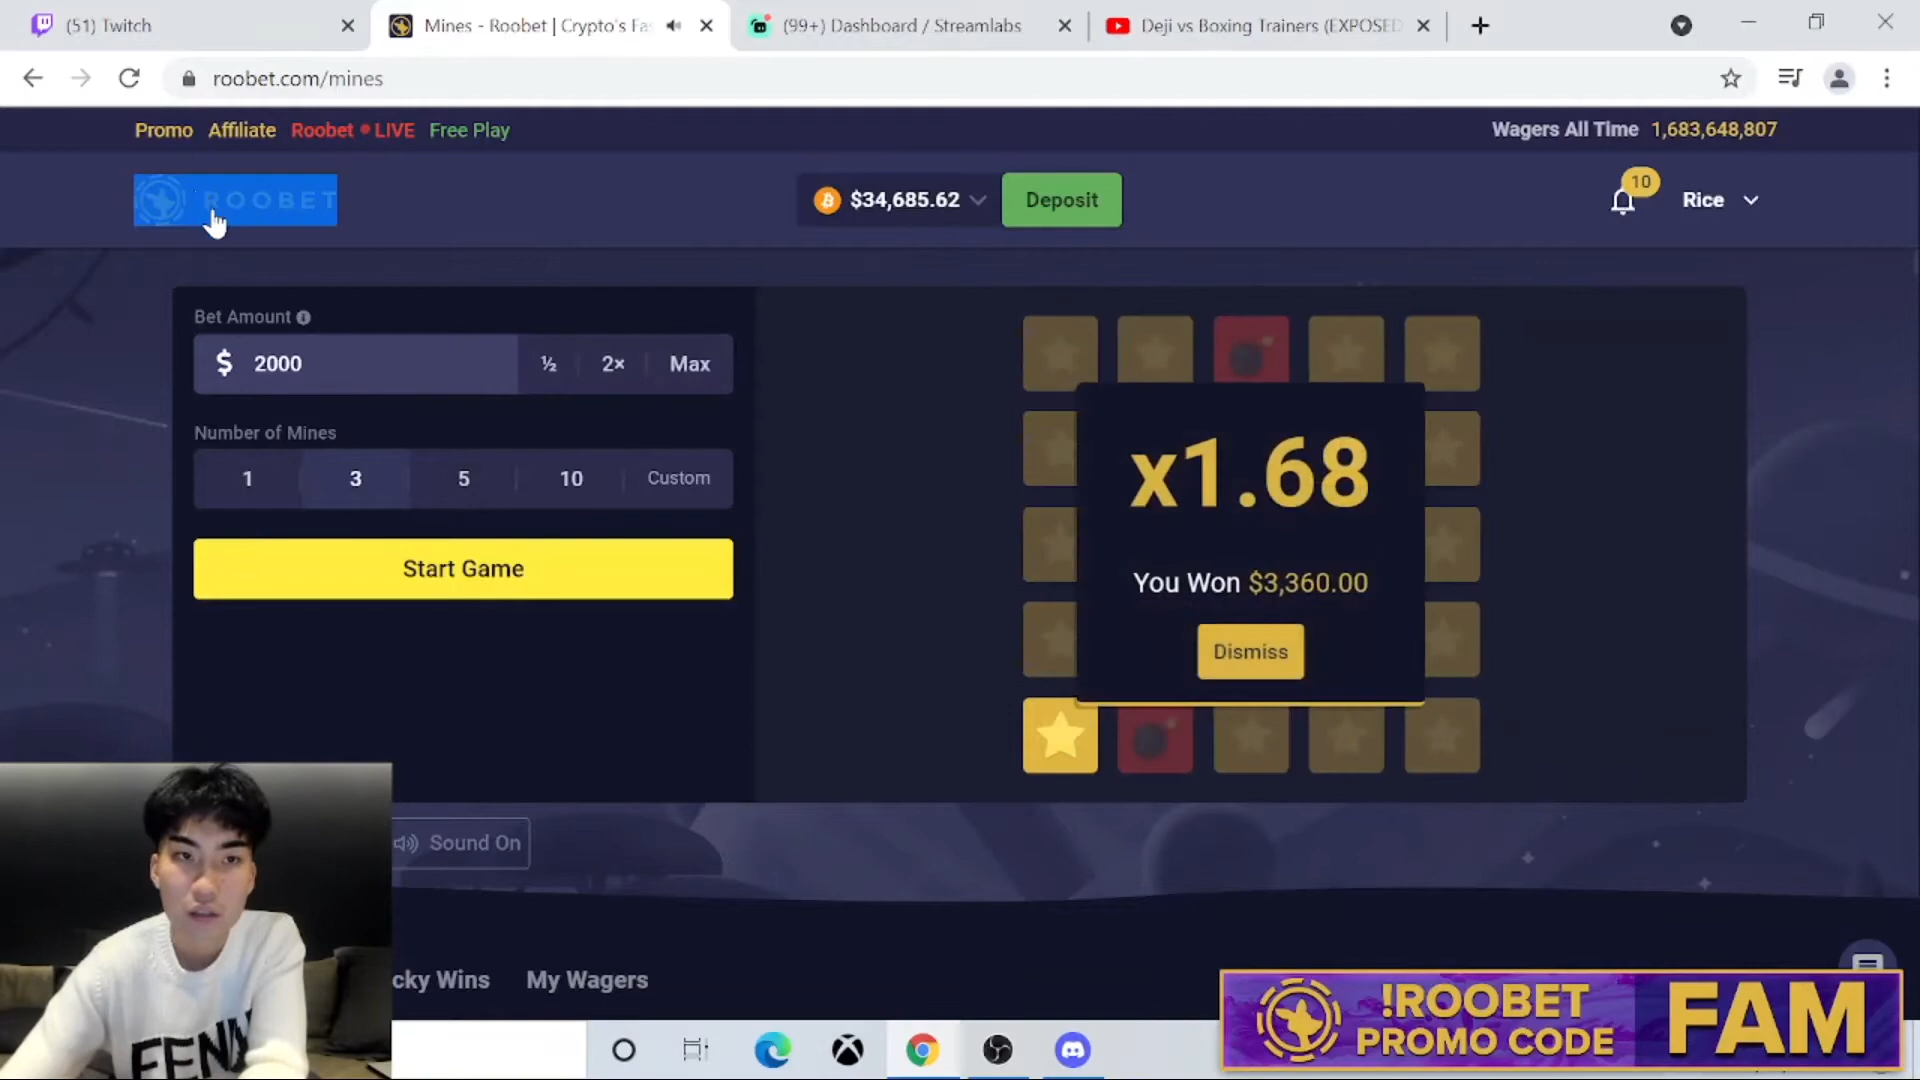 (51) Twitch
Mines - Roobet | Crypto's Fas
(99+) Dashboard / Streamlabs
Deji vs Boxing Trainers (EXPOSED
roobet.com/mines
Promo Affiliate Roobet • LIVE Free Play
Wagers All Time 1,683,648,807
ROOBET
$34,685.62
Deposit
10
Rice
Bet Amount
$ 2000 ½ 2× Max
Number of Mines
1 3 5 10 Custom
Start Game
x1.68
You Won $3,360.00
Dismiss
Sound On
cky Wins
My Wagers
!ROOBET
PROMO CODE
FAM
FENDI